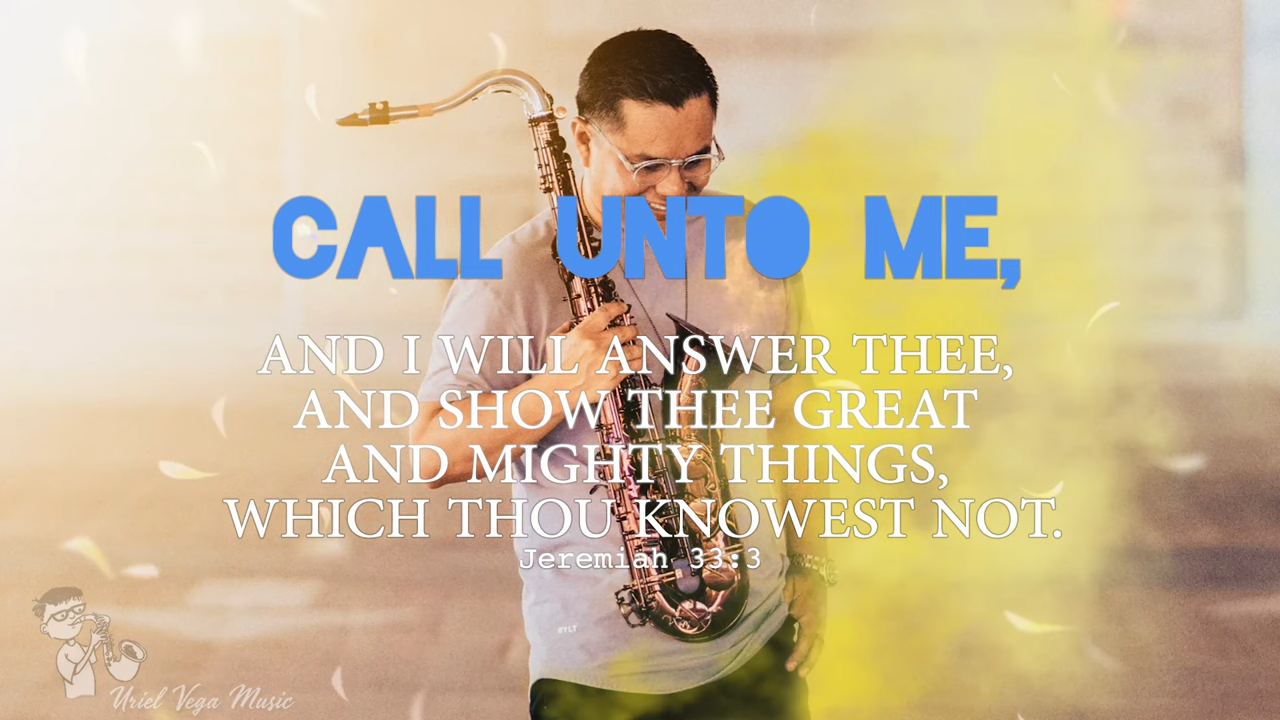 CALL UNTO ME,
AND I WILL ANSWER THEE,
AND SHOW THEE GREAT
AND MIGHTY THINGS,
WHICH THOU KNOWEST NOT.
Jeremiah 33:3
BYLT
Uriel Vega Music